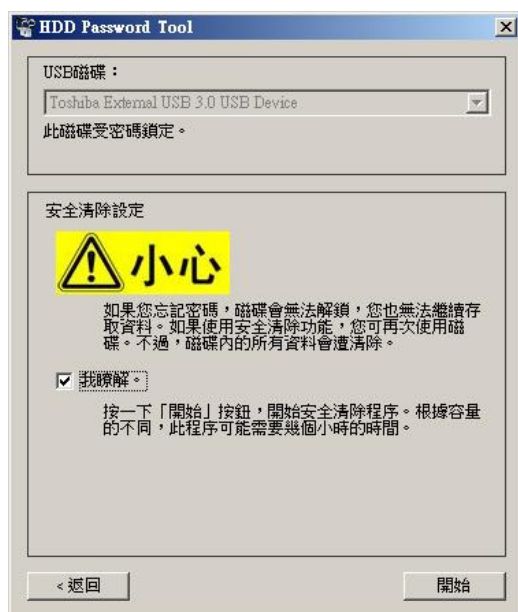 HDD Password Tool
USB磁碟：
Toshiba External USB 3.0 USB Device
此磁碟受密碼鎖定。
安全清除設定
小心
如果您忘記密碼，磁碟會無法解鎖，您也無法繼續存
取資料。如果使用安全清除功能，您可再次使用磁
碟。不過，磁碟內的所有資料會遭清除。
我瞭解。
按一下「開始」按鈕，開始安全清除程序。根據容量
的不同，此程序可能需要幾個小時的時間。
<返回
開始